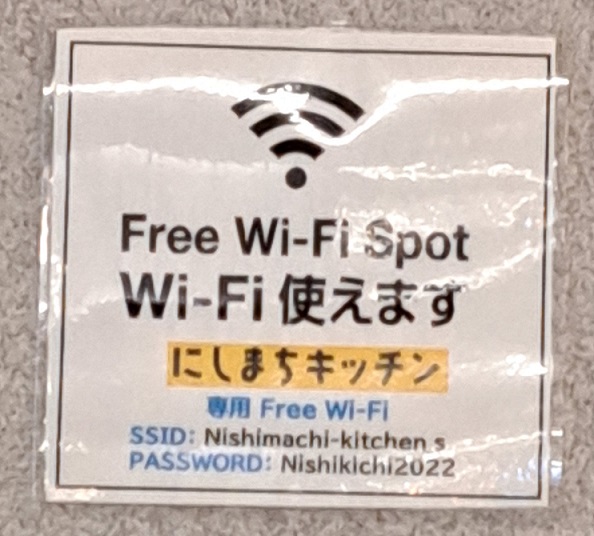 Free Wi-Fi Spot
Wi-Fi 使えます
にしまちキッチン
専用 Free Wi-Fi
SSID: Nishimachi-kitchen s
PASSWORD: Nishikichi2022